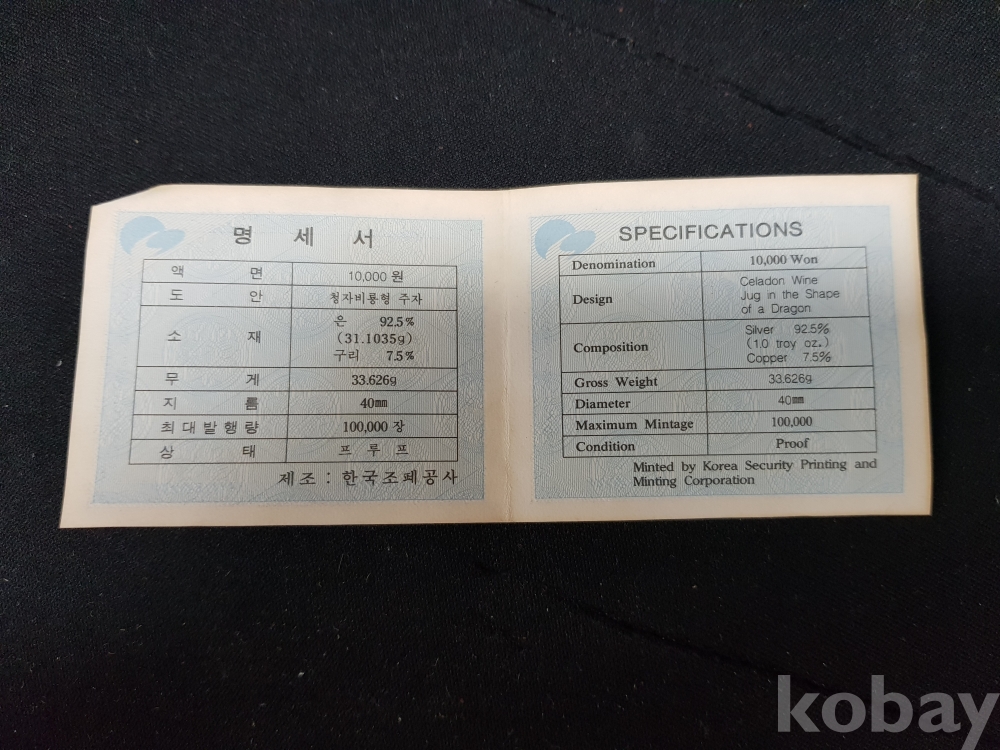 명 세 서
액 면 10,000 원
도 안 청자비룡형 주자
소 재 은 92.5%
(31.1035g)
구리 7.5%
무 게 33.626g
지 름 40㎜
최대발행량 100,000 장
상 태 프 루 프
제조 : 한국조폐공사
SPECIFICATIONS
Denomination 10,000 Won
Design Celadon Wine
Jug in the Shape
of a Dragon
Composition Silver 92.5%
(1.0 troy oz.)
Copper 7.5%
Gross Weight 33.626g
Diameter 40㎜
Maximum Mintage 100,000
Condition Proof
Minted by Korea Security Printing and
Minting Corporation
kobay